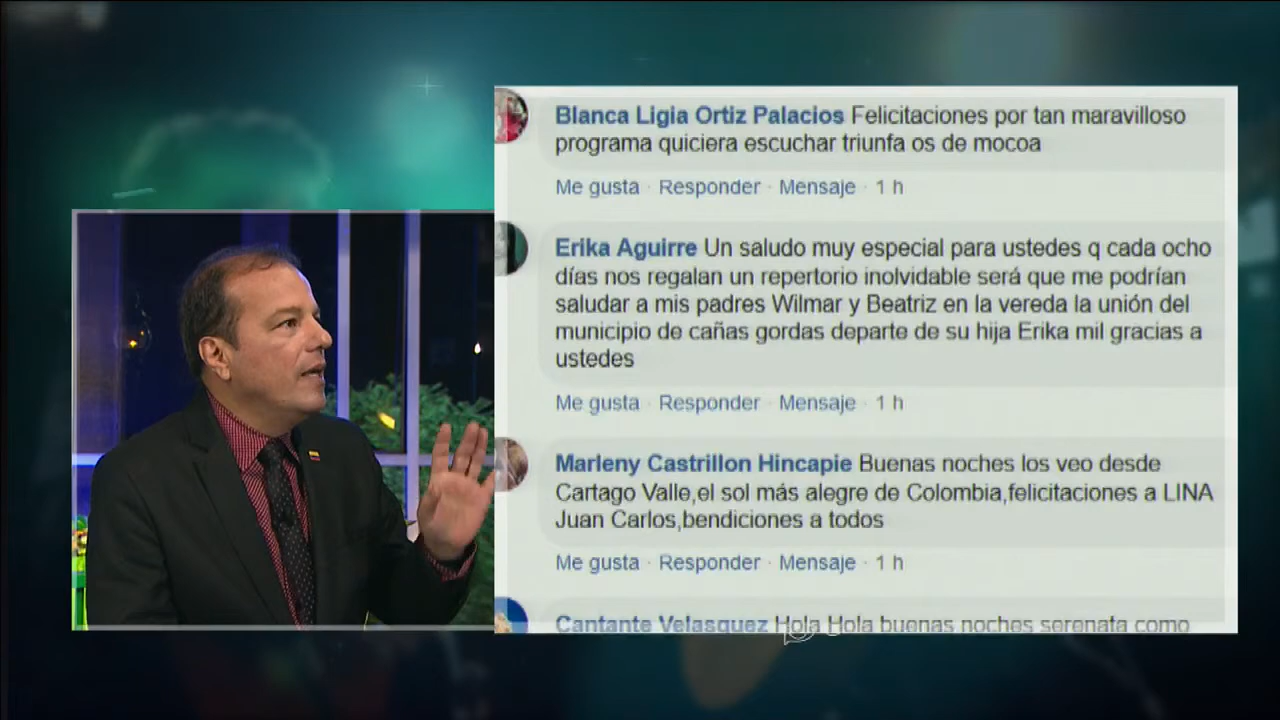 Blanca Ligia Ortiz Palacios Felicitaciones por tan maravilloso
programa quiciera escuchar triunfa os de mocoa
Me gusta · Responder · Mensaje · 1 h
Erika Aguirre Un saludo muy especial para ustedes q cada ocho
días nos regalan un repertorio inolvidable será que me podrían
saludar a mis padres Wilmar y Beatriz en la vereda la unión del
municipio de cañas gordas departe de su hija Erika mil gracias a
ustedes
Me gusta · Responder · Mensaje · 1 h
Marleny Castrillon Hincapie Buenas noches los veo desde
Cartago Valle,el sol más alegre de Colombia,felicitaciones a LINA
Juan Carlos,bendiciones a todos
Me gusta · Responder · Mensaje · 1 h
Cantante Velasquez Hola Hola buenas noches serenata como